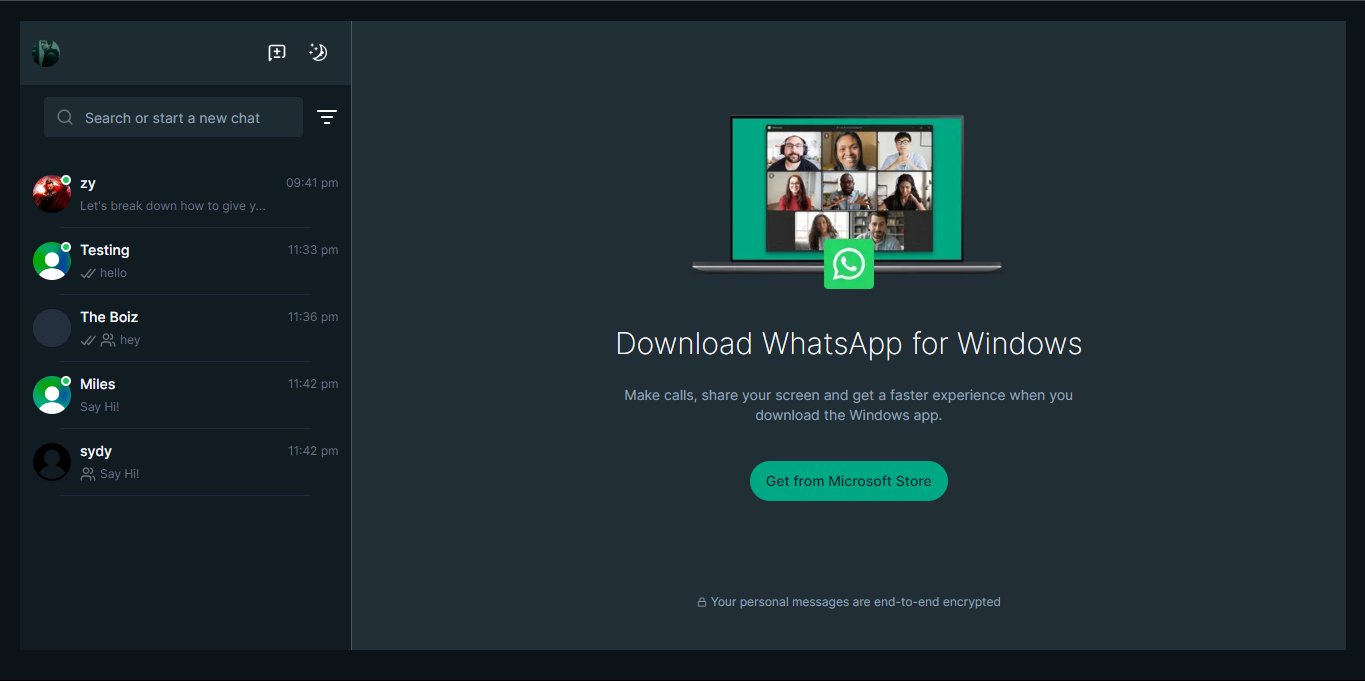 Search or start a new chat
zy 09:41 pm
Let's break down how to give y...
Testing 11:33 pm
hello
The Boiz 11:36 pm
hey
Miles 11:42 pm
Say Hi!
sydy 11:42 pm
Say Hi!
Download WhatsApp for Windows
Make calls, share your screen and get a faster experience when you
download the Windows app.
Get from Microsoft Store
Your personal messages are end-to-end encrypted